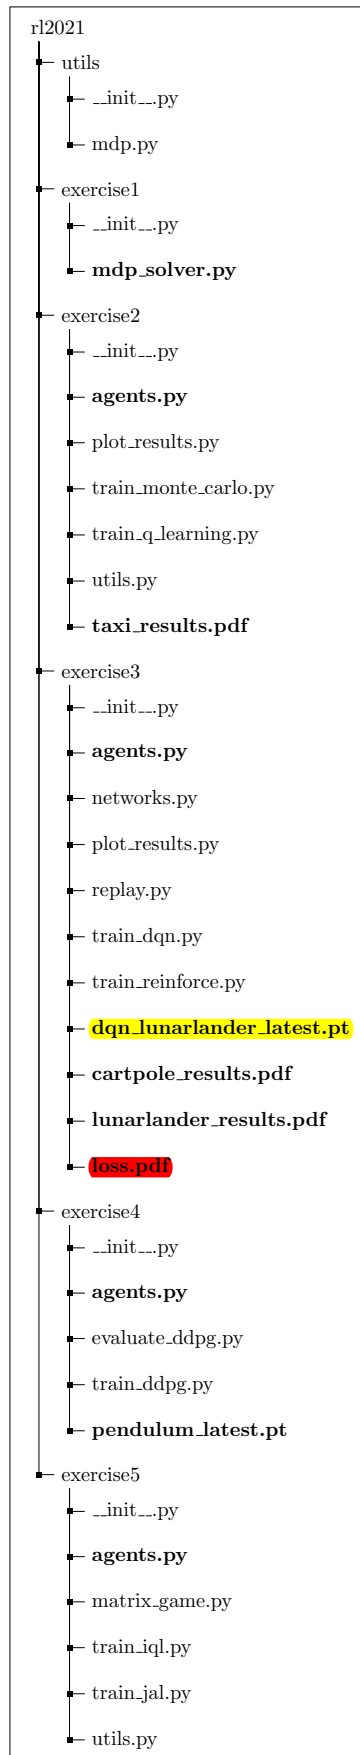 rl2021
utils
__init__.py
mdp.py
exercise1
__init__.py
mdp_solver.py
exercise2
__init__.py
agents.py
plot_results.py
train_monte_carlo.py
train_q_learning.py
utils.py
taxi_results.pdf
exercise3
__init__.py
agents.py
networks.py
plot_results.py
replay.py
train_dqn.py
train_reinforce.py
dqn_lunarlander_latest.pt
cartpole_results.pdf
lunarlander_results.pdf
loss.pdf
exercise4
__init__.py
agents.py
evaluate_ddpg.py
train_ddpg.py
pendulum_latest.pt
exercise5
__init__.py
agents.py
matrix_game.py
train_iql.py
train_jal.py
utils.py